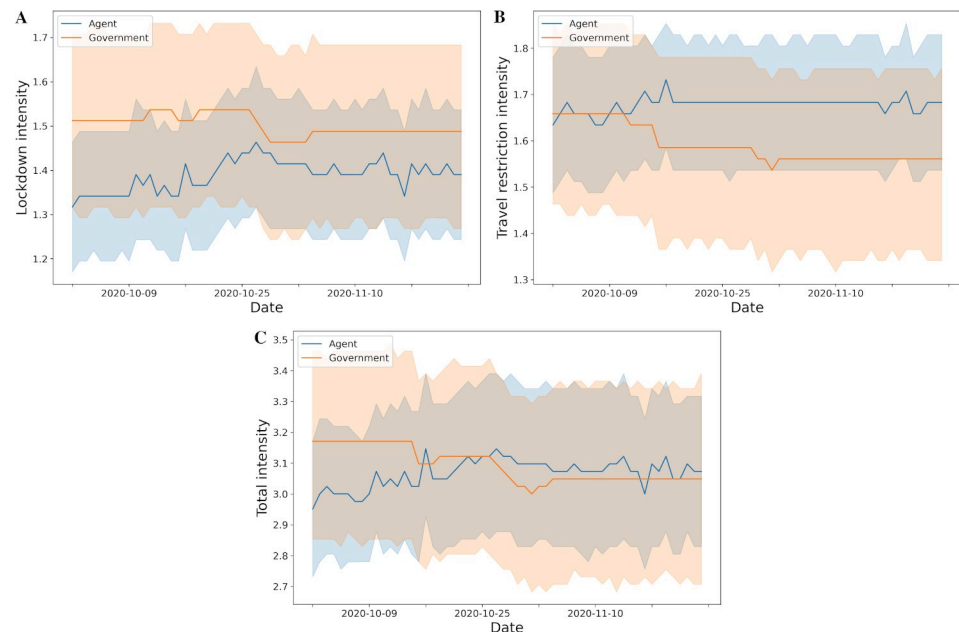 A
Agent
Government
Lockdown intensity
1.7
1.6
1.5
1.4
1.3
1.2
2020-10-09
2020-10-25
2020-11-10
Date
B
Agent
Government
Travel restriction intensity
1.8
1.7
1.6
1.5
1.4
1.3
2020-10-09
2020-10-25
2020-11-10
Date
C
Agent
Government
Total intensity
3.5
3.4
3.3
3.2
3.1
3.0
2.9
2.8
2.7
2020-10-09
2020-10-25
2020-11-10
Date